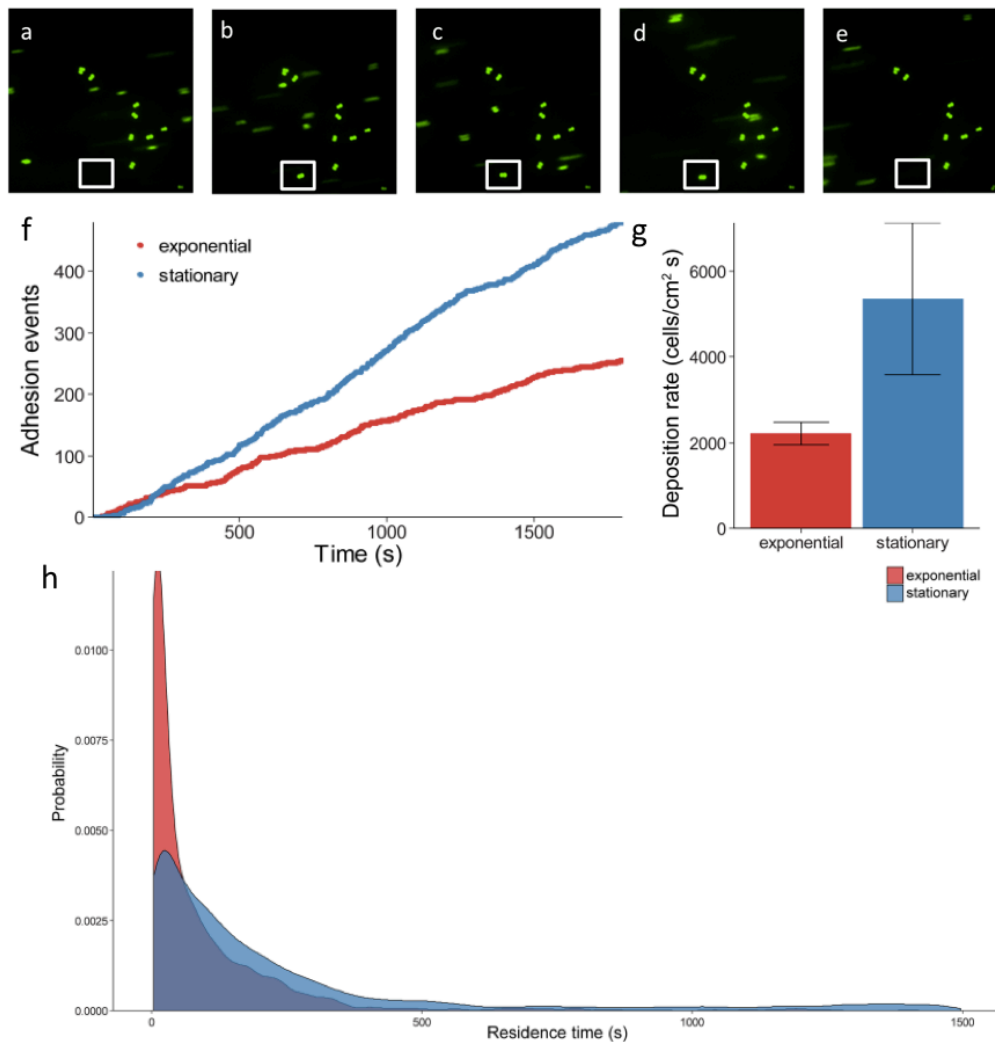 a b c d e
f
exponential
stationary
Adhesion events
400
300
200
100
0
500 1000 1500
Time (s)
g
Deposition rate (cells/cm² s)
6000
4000
2000
0
exponential stationary
exponential
stationary
h
Probability
0.0100
0.0075
0.0050
0.0025
0.0000
0 500 1000 1500
Residence time (s)